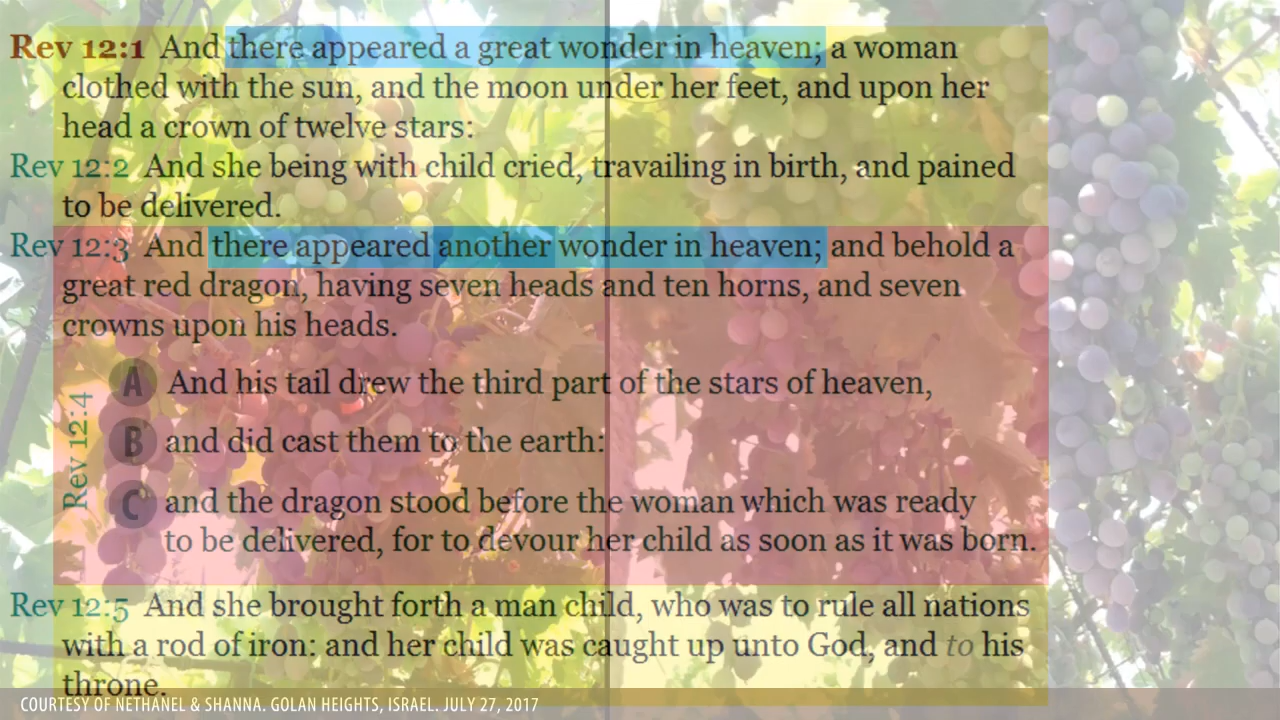 Rev 12:1 And there appeared a great wonder in heaven; a woman
clothed with the sun, and the moon under her feet, and upon her
head a crown of twelve stars:
Rev 12:2 And she being with child cried, travailing in birth, and pained
to be delivered.
Rev 12:3 And there appeared another wonder in heaven; and behold a
great red dragon, having seven heads and ten horns, and seven
crowns upon his heads.
Rev 12:4
A And his tail drew the third part of the stars of heaven,
B and did cast them to the earth:
C and the dragon stood before the woman which was ready
to be delivered, for to devour her child as soon as it was born.
Rev 12:5 And she brought forth a man child, who was to rule all nations
with a rod of iron: and her child was caught up unto God, and to his
throne.
COURTESY OF NETHANEL & SHANNA. GOLAN HEIGHTS, ISRAEL. JULY 27, 2017